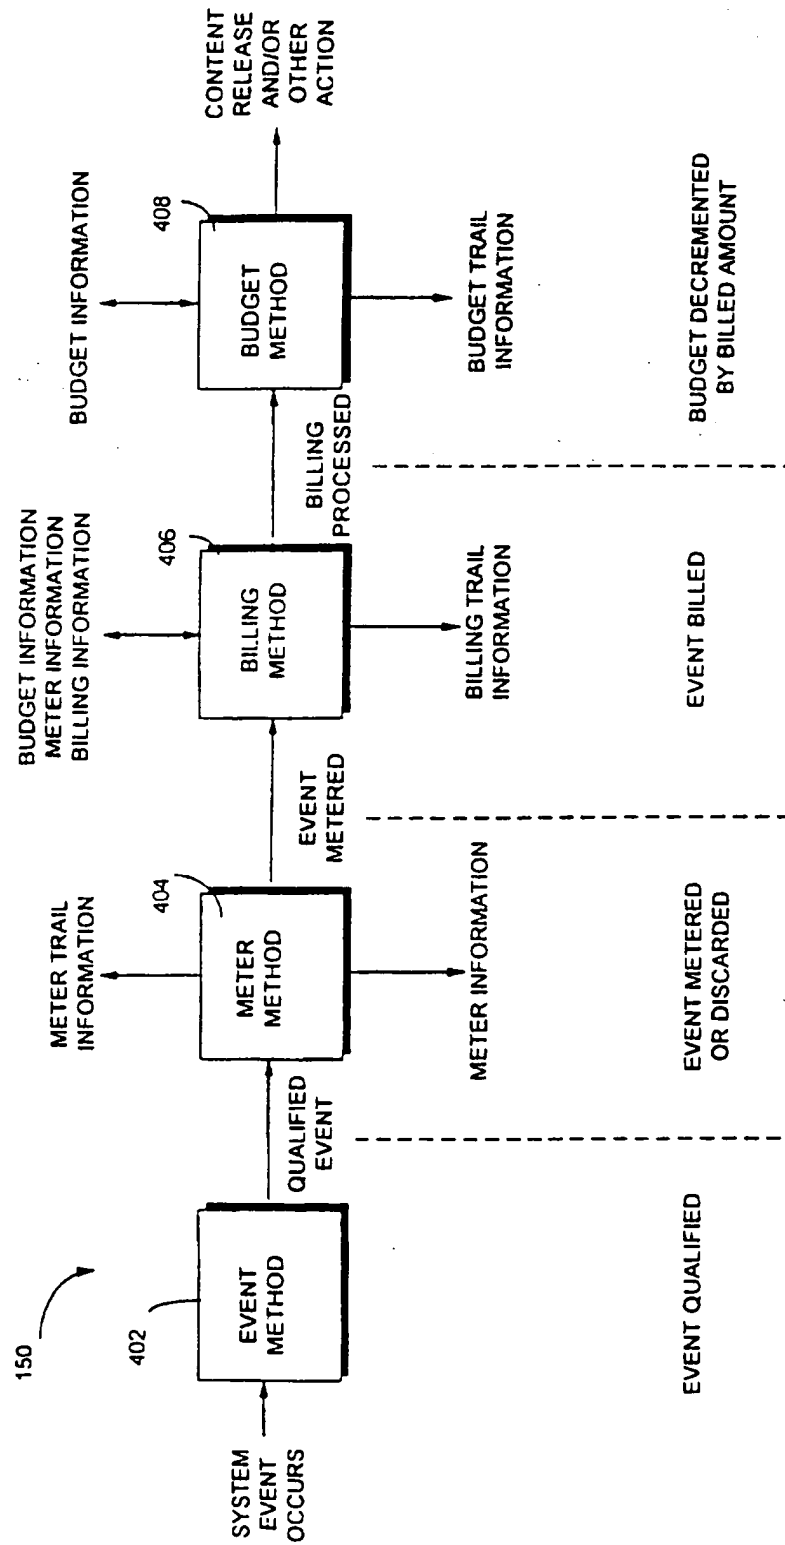 150
SYSTEM
EVENT
OCCURS
402
EVENT
METHOD
QUALIFIED
EVENT
EVENT QUALIFIED
METER TRAIL
INFORMATION
404
METER
METHOD
EVENT
METERED
METER INFORMATION
EVENT METERED
OR DISCARDED
BUDGET INFORMATION
METER INFORMATION
BILLING INFORMATION
406
BILLING
METHOD
BILLING
PROCESSED
BILLING TRAIL
INFORMATION
EVENT BILLED
BUDGET INFORMATION
408
BUDGET
METHOD
CONTENT
RELEASE
AND/OR
OTHER
ACTION
BUDGET TRAIL
INFORMATION
BUDGET DECREMENTED
BY BILLED AMOUNT